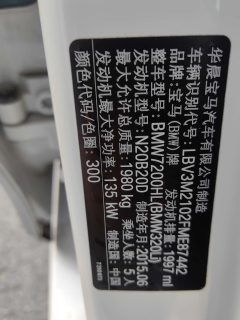 华晨宝马汽车有限公司制造
车辆识别代号: LBV3M2102FME87442
品牌: 宝马(BMW)牌 发动机排量: 1997 ml
整车型号: BMW7200HL(BMW320Li)
发动机型号: N20B20D 制造年月: 2015.06
最大允许总质量: 1980 kg 乘坐人数: 5人
发动机最大净功率: 135 kW 制造国: 中国
颜色代码/色圈: 300